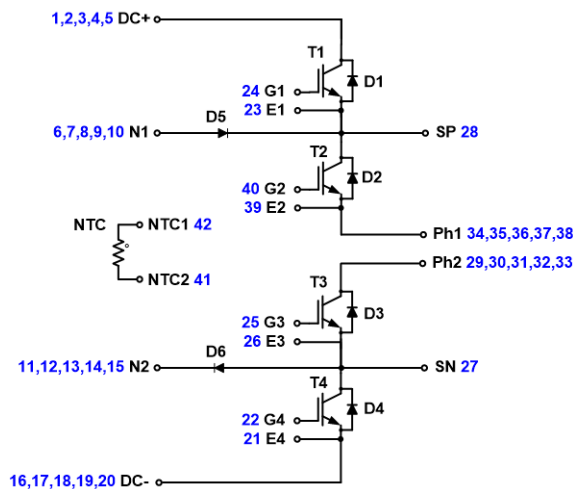 1,2,3,4,5 DC+
T1
D1
24 G1
23 E1
D5
6,7,8,9,10 N1
SP 28
T2
D2
40 G2
39 E2
NTC
NTC1 42
Ph1 34,35,36,37,38
Ph2 29,30,31,32,33
NTC2 41
T3
D3
25 G3
26 E3
D6
11,12,13,14,15 N2
SN 27
T4
D4
22 G4
21 E4
16,17,18,19,20 DC-